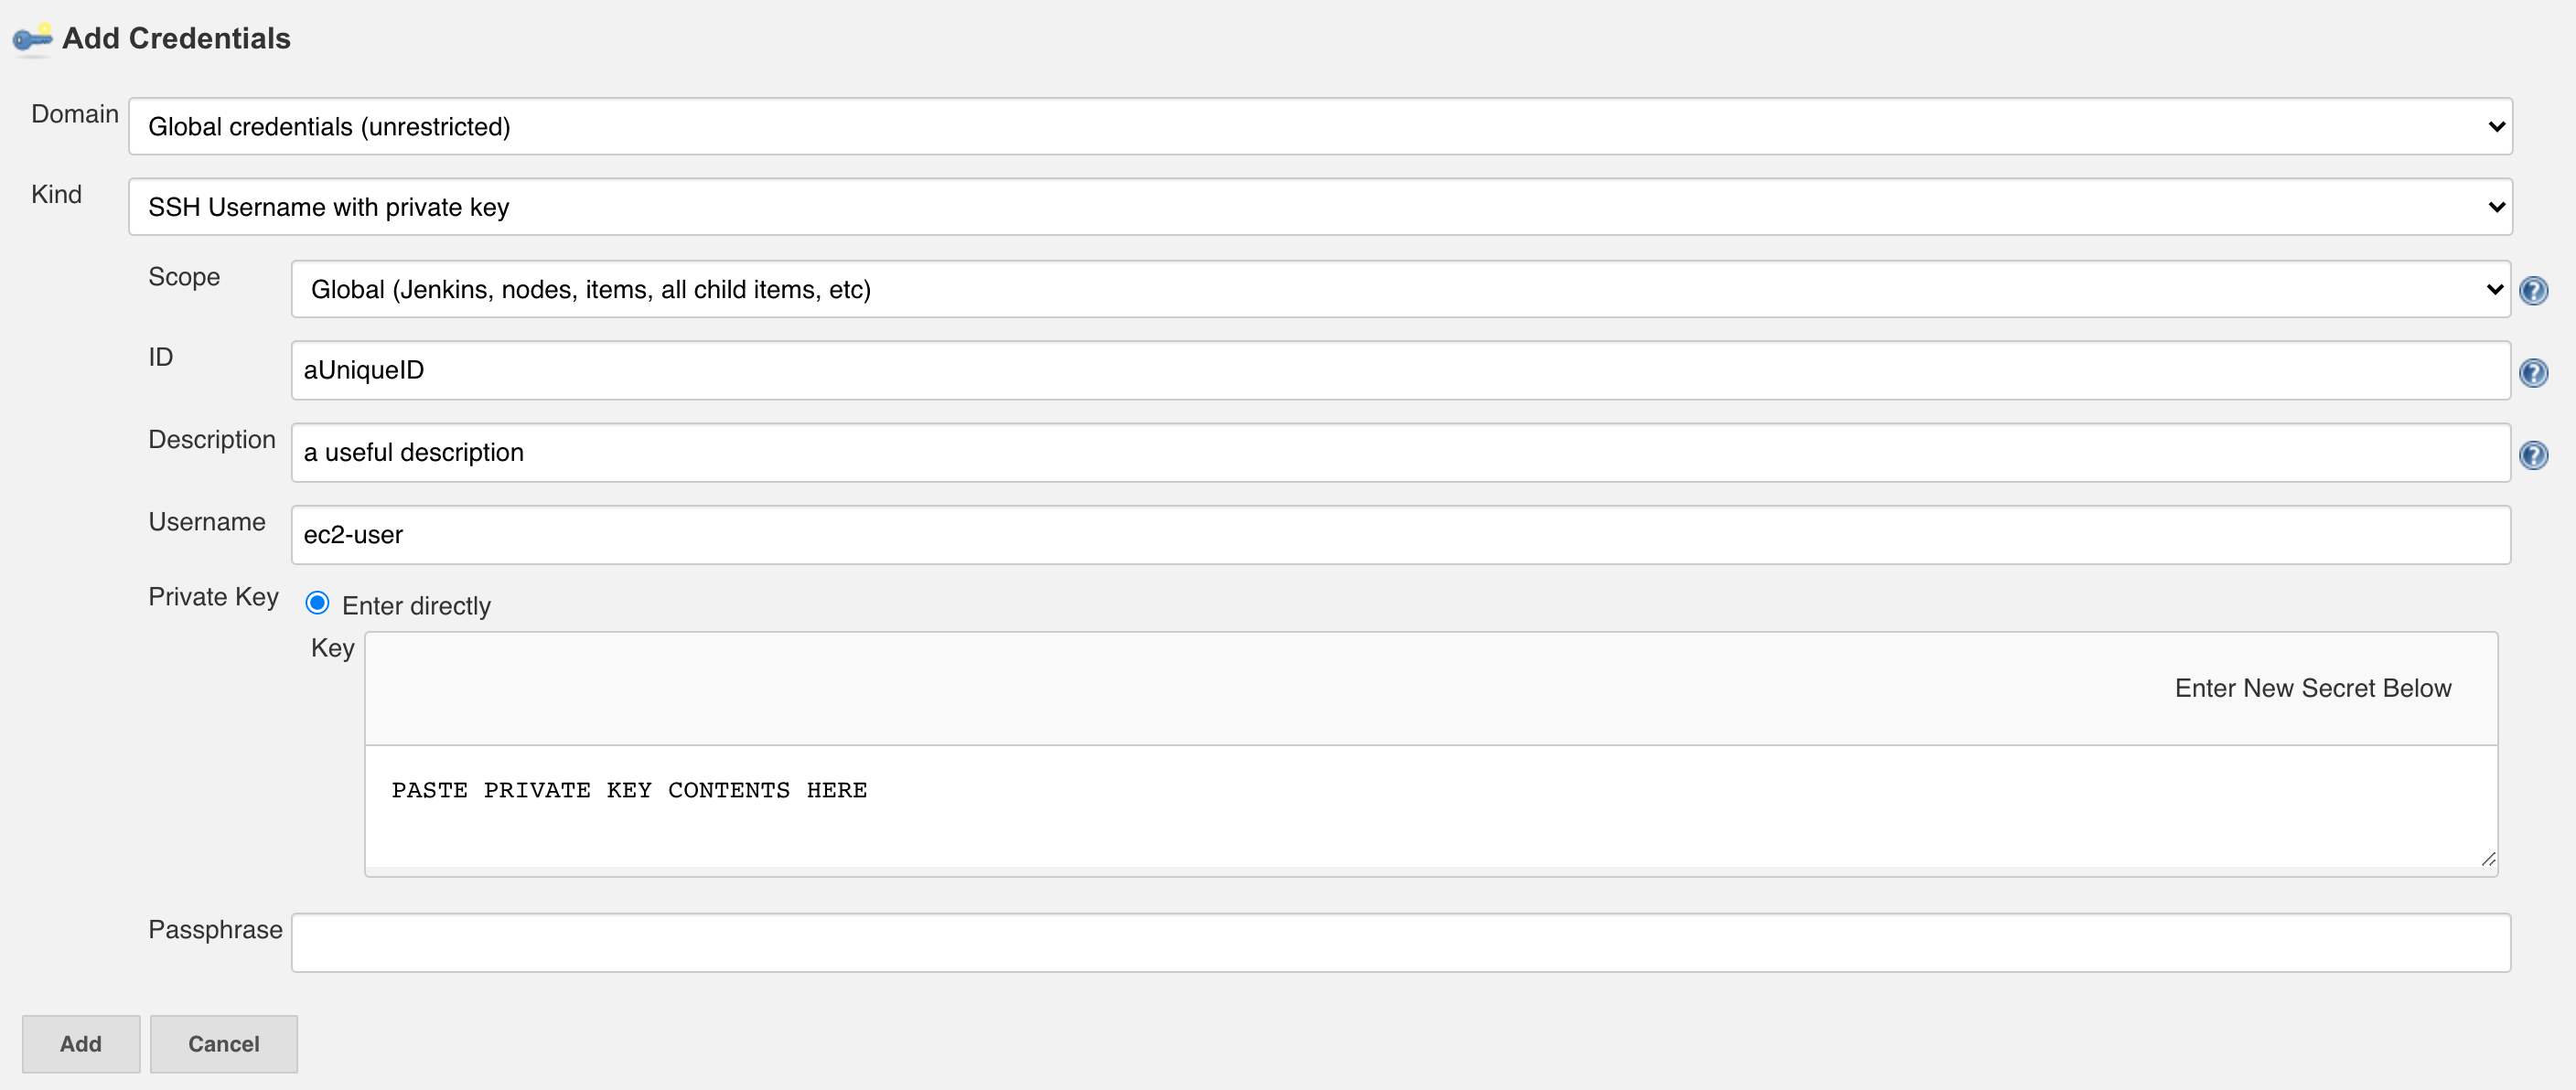 Add Credentials
Domain
Global credentials (unrestricted)
Kind
SSH Username with private key
Scope
Global (Jenkins, nodes, items, all child items, etc)
ID
aUniqueID
Description
a useful description
Username
ec2-user
Private Key
Enter directly
Key
Enter New Secret Below
PASTE PRIVATE KEY CONTENTS HERE
Passphrase
Add
Cancel